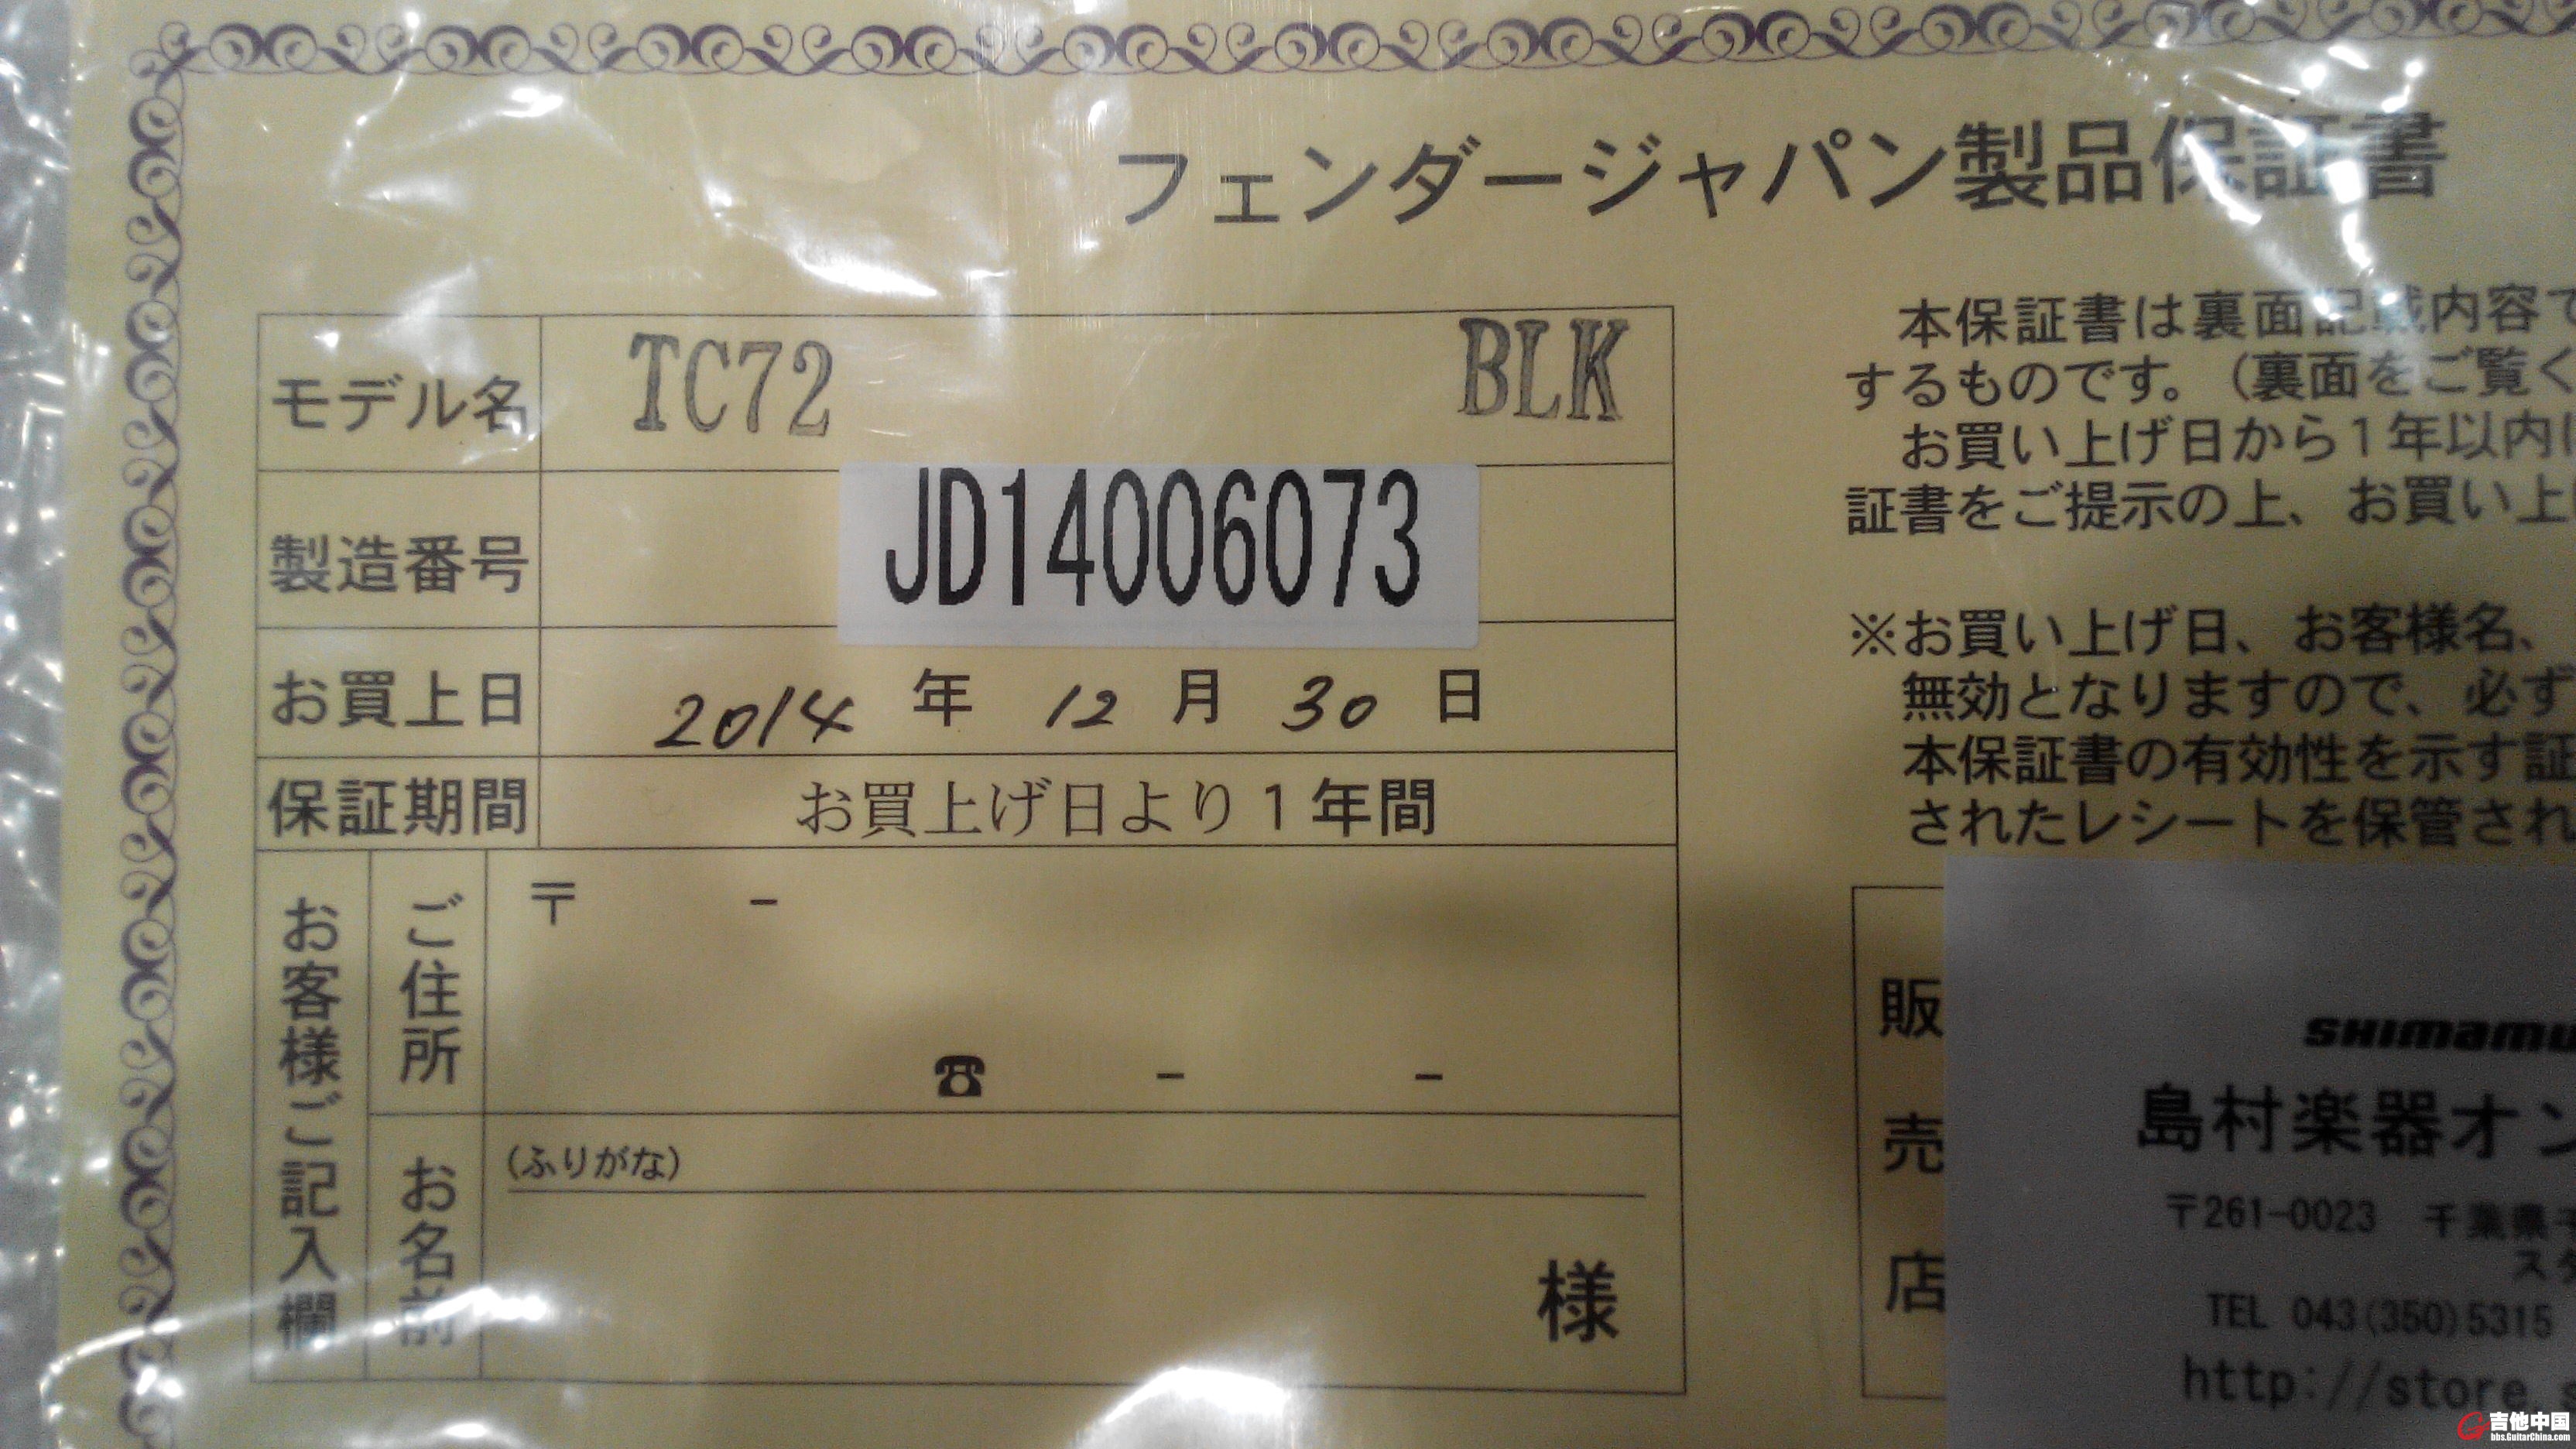 フェンダージャパン製品保証書
モデル名 TC72 BLK
製造番号 JD14006073
お買上日 2014 年 12 月 30 日
保証期間 お買上げ日より1年間
お客様ご記入欄
ご住所
〒 -
☎ - -
お名前
(ふりがな)
様
本保証書は裏面記載内容で
するものです。(裏面をご覧く
お買い上げ日から1年以内に
証書をご提示の上、お買い上
※お買い上げ日、お客様名、
無効となりますので、必ず
本保証書の有効性を示す証
されたレシートを保管され
販売店
SHIMAMU
島村楽器オン
〒261-0023 千葉県千
スタ
TEL 043(350)5315
http://store.s
吉他中国
bbs.GuitarChina.com